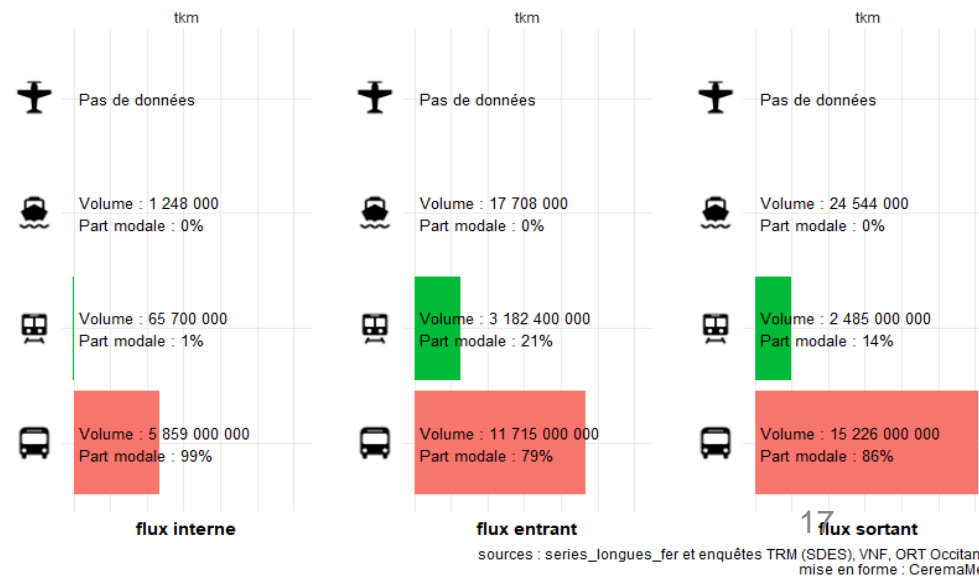 tkm
Pas de données
Volume : 1 248 000
Part modale : 0%
Volume : 65 700 000
Part modale : 1%
Volume : 5 859 000 000
Part modale : 99%
flux interne
tkm
Pas de données
Volume : 17 708 000
Part modale : 0%
Volume : 3 182 400 000
Part modale : 21%
Volume : 11 715 000 000
Part modale : 79%
flux entrant
tkm
Pas de données
Volume : 24 544 000
Part modale : 0%
Volume : 2 485 000 000
Part modale : 14%
Volume : 15 226 000 000
Part modale : 86%
17
flux sortant
sources : series_longues_fer et enquêtes TRM (SDES), VNF, ORT Occitan
mise en forme : CeremaMe